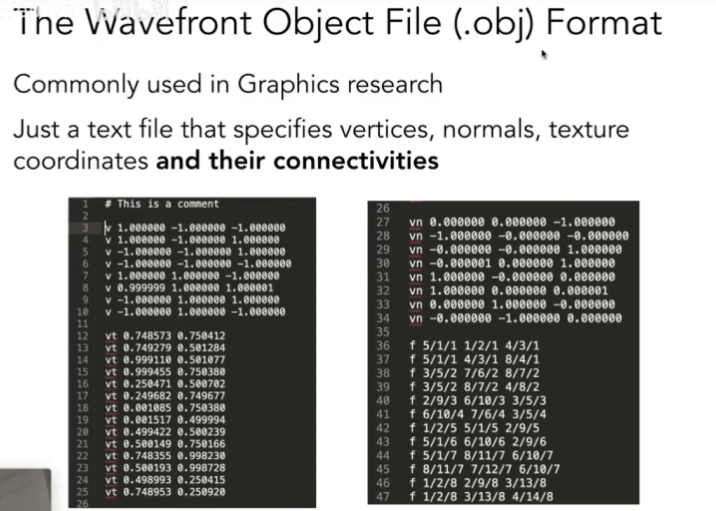 The Wavefront Object File (.obj) Format
Commonly used in Graphics research
Just a text file that specifies vertices, normals, texture
coordinates and their connectivities
1 # This is a comment
2
3 v 1.000000 -1.000000 -1.000000
4 v 1.000000 -1.000000 1.000000
5 v -1.000000 -1.000000 1.000000
6 v -1.000000 -1.000000 -1.000000
7 v 1.000000 1.000000 -1.000000
8 v 0.999999 1.000000 1.000001
9 v -1.000000 1.000000 1.000000
10 v -1.000000 1.000000 -1.000000
11
12 vt 0.748573 0.750412
13 vt 0.749279 0.501284
14 vt 0.999110 0.501077
15 vt 0.999455 0.750380
16 vt 0.250471 0.500702
17 vt 0.249682 0.749677
18 vt 0.001085 0.750380
19 vt 0.001517 0.499994
20 vt 0.499422 0.500239
21 vt 0.500149 0.750166
22 vt 0.748355 0.998230
23 vt 0.500193 0.998728
24 vt 0.498993 0.250415
25 vt 0.748953 0.250920
26
26
27 vn 0.000000 0.000000 -1.000000
28 vn -1.000000 -0.000000 -0.000000
29 vn -0.000000 -0.000000 1.000000
30 vn -0.000001 0.000000 1.000000
31 vn 1.000000 -0.000000 0.000000
32 vn 1.000000 0.000000 0.000001
33 vn 0.000000 1.000000 -0.000000
34 vn -0.000000 -1.000000 0.000000
35
36 f 5/1/1 1/2/1 4/3/1
37 f 5/1/1 4/3/1 8/4/1
38 f 3/5/2 7/6/2 8/7/2
39 f 3/5/2 8/7/2 4/8/2
40 f 2/9/3 6/10/3 3/5/3
41 f 6/10/4 7/6/4 3/5/4
42 f 1/2/5 5/1/5 2/9/5
43 f 5/1/6 6/10/6 2/9/6
44 f 5/1/7 8/11/7 6/10/7
45 f 8/11/7 7/12/7 6/10/7
46 f 1/2/8 2/9/8 3/13/8
47 f 1/2/8 3/13/8 4/14/8